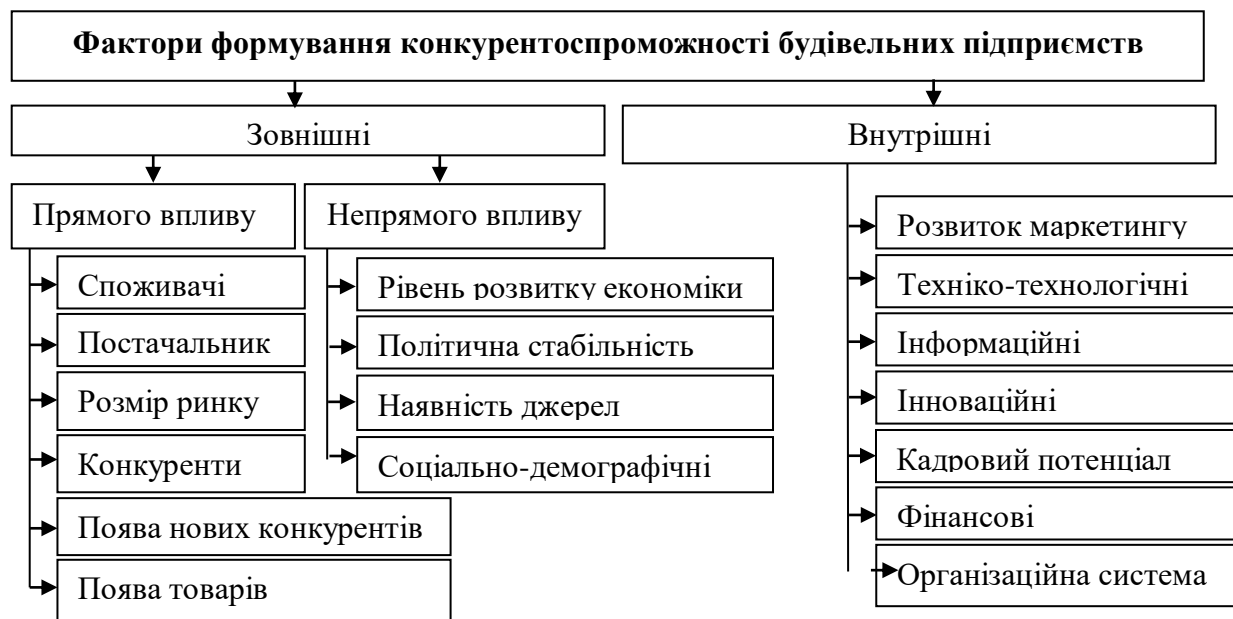 Фактори формування конкурентоспроможності будівельних підприємств
Зовнішні
Внутрішні
Прямого впливу
Непрямого впливу
Споживачі
Постачальник
Розмір ринку
Конкуренти
Поява нових конкурентів
Поява товарів
Рівень розвитку економіки
Політична стабільність
Наявність джерел
Соціально-демографічні
Розвиток маркетингу
Техніко-технологічні
Інформаційні
Інноваційні
Кадровий потенціал
Фінансові
Організаційна система